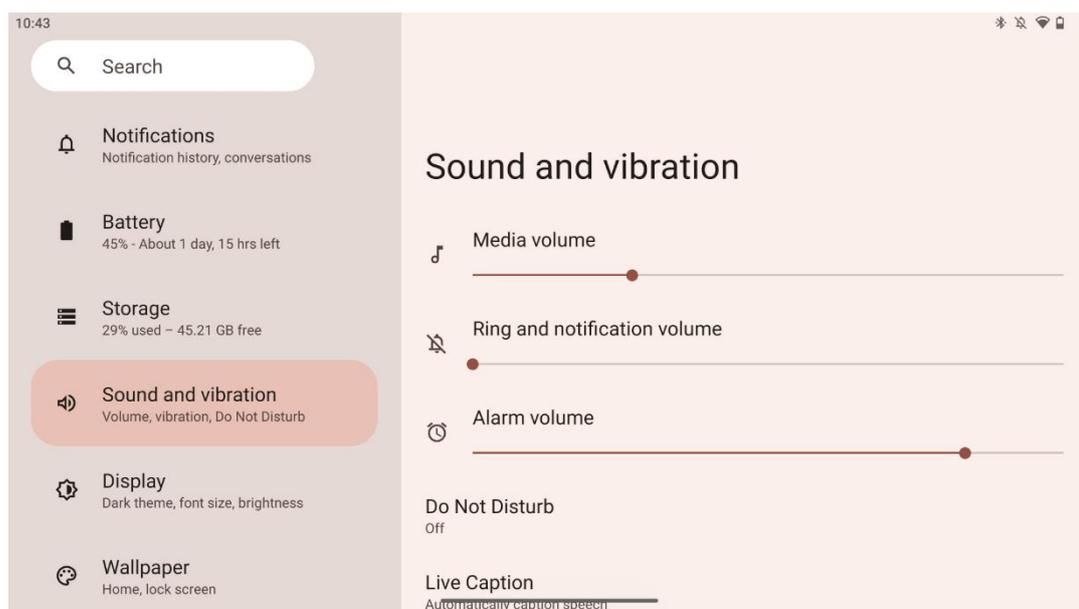 10:43
Search
Notifications
Notification history, conversations
Battery
45% - About 1 day, 15 hrs left
Storage
29% used – 45.21 GB free
Sound and vibration
Volume, vibration, Do Not Disturb
Display
Dark theme, font size, brightness
Wallpaper
Home, lock screen
Sound and vibration
Media volume
Ring and notification volume
Alarm volume
Do Not Disturb
Off
Live Caption
Automatically caption speech